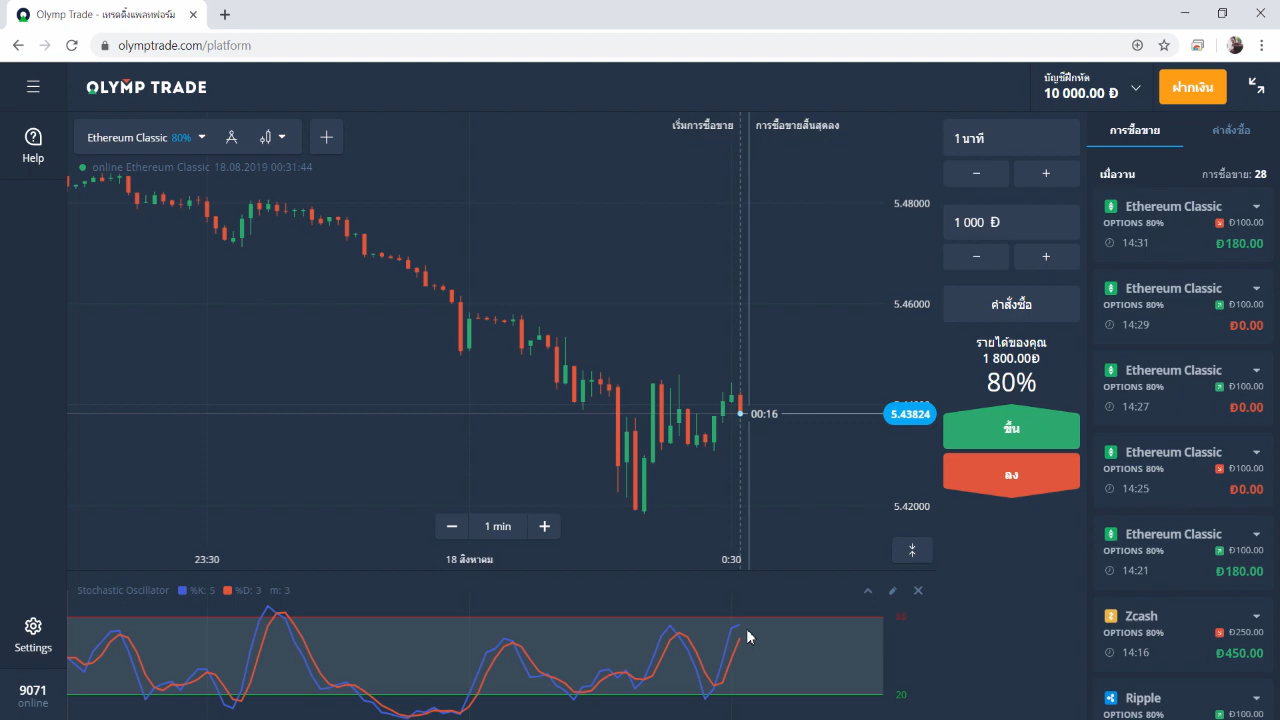 Olymp Trade - เทรดดิ้งแพลทฟอร์ม
olymptrade.com/platform
OLYMP TRADE
บัญชีฝึกหัด
10 000.00 Đ
ฝากเงิน
Help
Ethereum Classic 80%
online Ethereum Classic 18.08.2019 00:31:44
เริ่มการซื้อขาย
การซื้อขายสิ้นสุดลง
5.48000
5.46000
00:16
5.43824
5.42000
1 min
23:30
18 สิงหาคม
0:30
Stochastic Oscillator %K: 5 %D: 3 m: 3
20
Settings
9071
online
1 นาที
1 000 Đ
คำสั่งซื้อ
รายได้ของคุณ
1 800.00Đ
80%
ขึ้น
ลง
การซื้อขาย
คำสั่งซื้อ
เมื่อวาน
การซื้อขาย: 28
Ethereum Classic
OPTIONS 80% Đ100.00
14:31 Đ180.00
Ethereum Classic
OPTIONS 80% Đ100.00
14:29 Đ0.00
Ethereum Classic
OPTIONS 80% Đ100.00
14:27 Đ0.00
Ethereum Classic
OPTIONS 80% Đ100.00
14:25 Đ0.00
Ethereum Classic
OPTIONS 80% Đ100.00
14:21 Đ180.00
Zcash
OPTIONS 80% Đ250.00
14:16 Đ450.00
Ripple
OPTIONS 80% Đ100.00